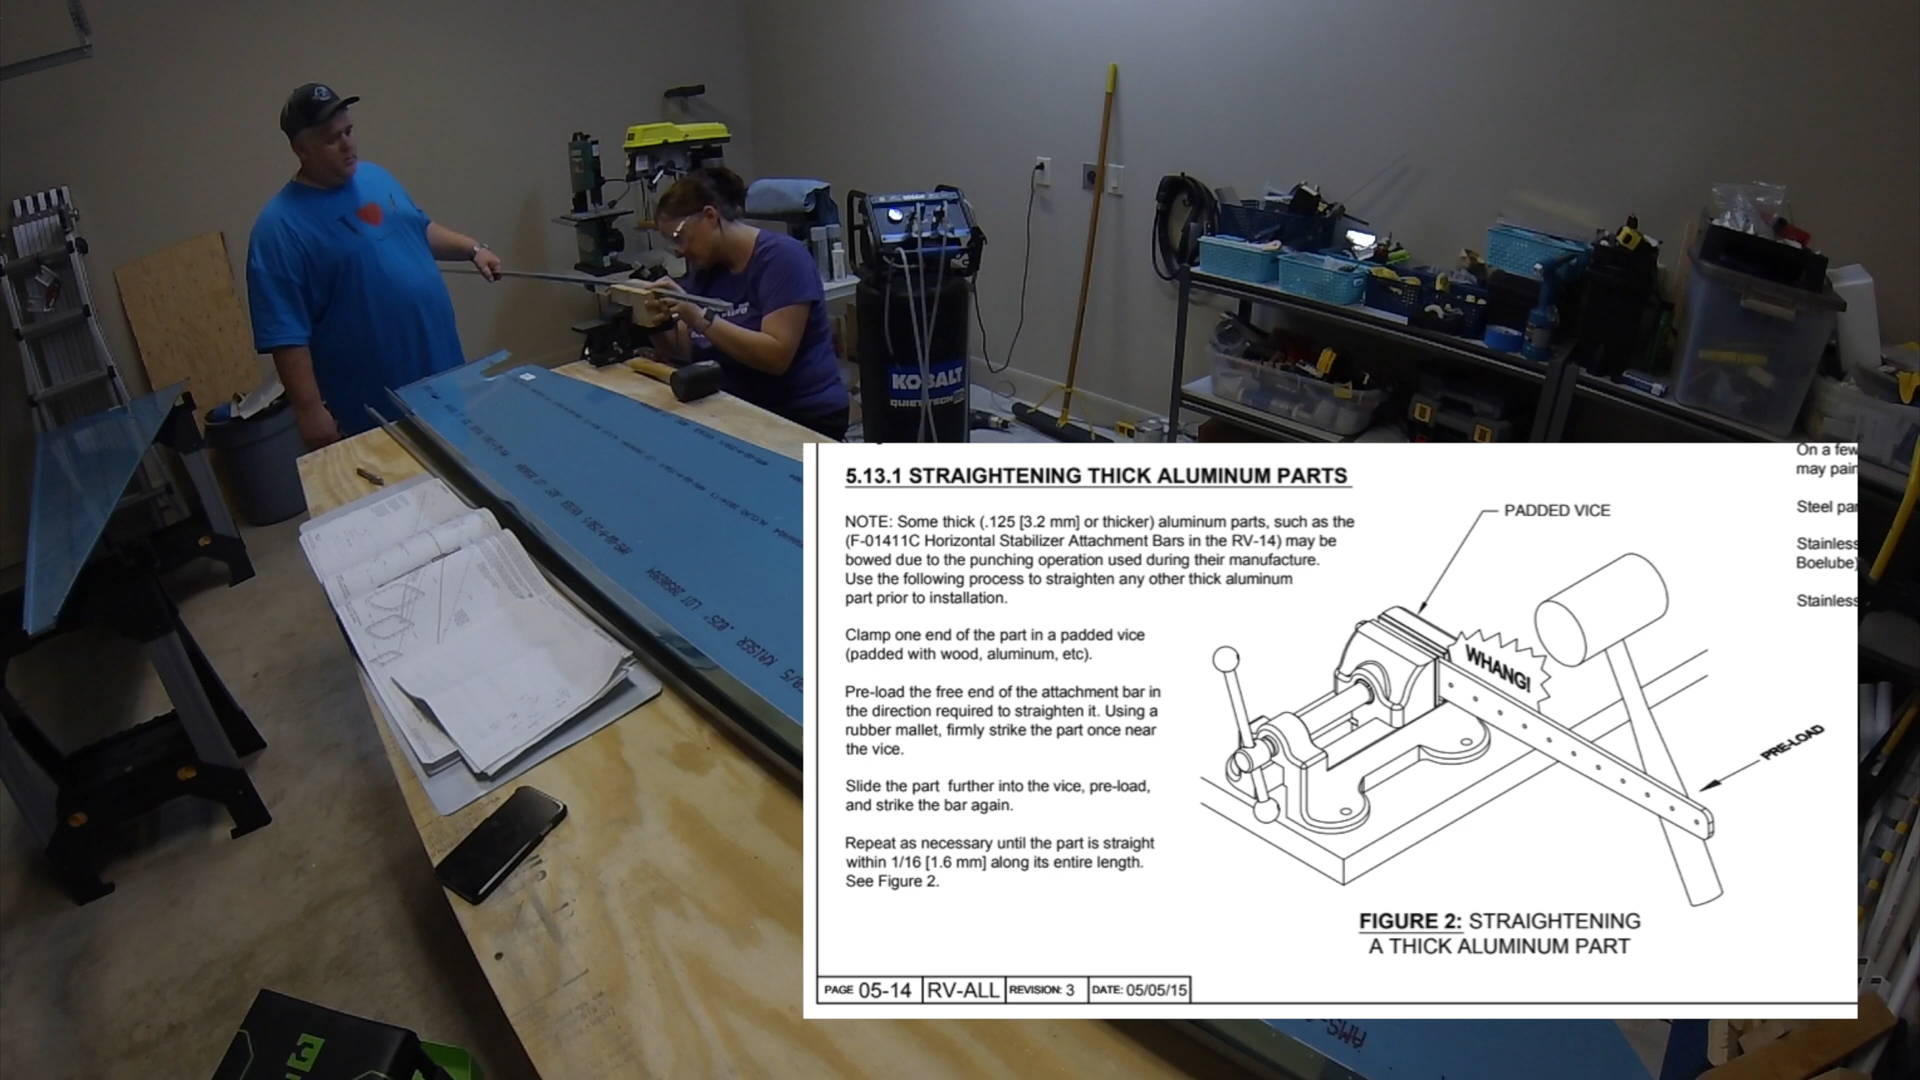 KOBALT
QUIET TECH
KAISER .025" LOT 20586G94
5.13.1 STRAIGHTENING THICK ALUMINUM PARTS
NOTE: Some thick (.125 [3.2 mm] or thicker) aluminum parts, such as the
(F-01411C Horizontal Stabilizer Attachment Bars in the RV-14) may be
bowed due to the punching operation used during their manufacture.
Use the following process to straighten any other thick aluminum
part prior to installation.
Clamp one end of the part in a padded vice
(padded with wood, aluminum, etc).
Pre-load the free end of the attachment bar in
the direction required to straighten it. Using a
rubber mallet, firmly strike the part once near
the vice.
Slide the part further into the vice, pre-load,
and strike the bar again.
Repeat as necessary until the part is straight
within 1/16 [1.6 mm] along its entire length.
See Figure 2.
PADDED VICE
WHANG!
PRE-LOAD
FIGURE 2: STRAIGHTENING
A THICK ALUMINUM PART
On a few
may pain
Steel par
Stainless
Boelube)
Stainless
PAGE 05-14 RV-ALL REVISION: 3 DATE: 05/05/15